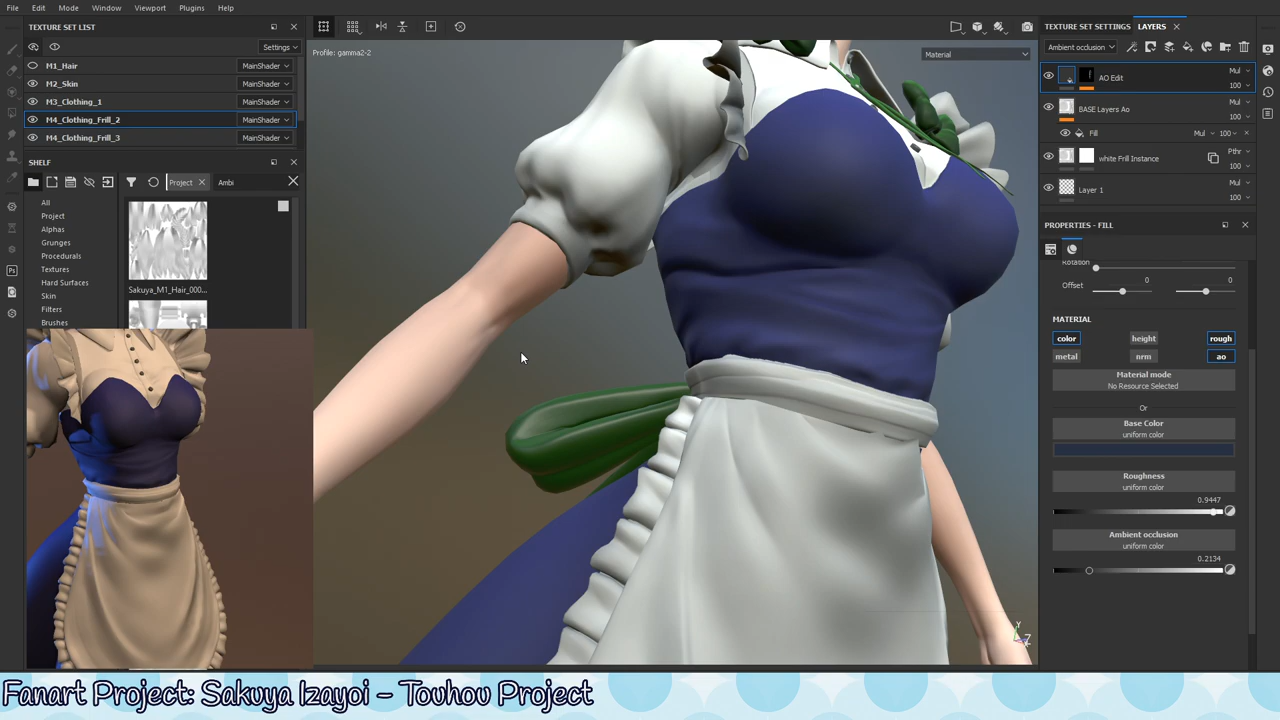 File Edit Mode Window Viewport Plugins Help
TEXTURE SET LIST
Settings
M1_Hair MainShader
M2_Skin MainShader
M3_Clothing_1 MainShader
M4_Clothing_Frill_2 MainShader
M4_Clothing_Frill_3 MainShader
SHELF
Project Ambi
All
Project
Alphas
Grunges
Procedurals
Textures
Hard Surfaces
Skin
Filters
Brushes
Sakuya_M1_Hair_000...
Profile: gamma2-2
Material
Y
Z
TEXTURE SET SETTINGS LAYERS
Ambient occlusion
AO Edit Mul 100
BASE Layers Ao Mul 100
Fill Mul 100
white Frill Instance Pthr 100
Layer 1 Mul 100
PROPERTIES - FILL
Rotation
Offset 0 0
MATERIAL
color height rough
metal nrm ao
Material mode
No Resource Selected
Or
Base Color
uniform color
Roughness
uniform color
0.9447
Ambient occlusion
uniform color
0.2134
Ps
Fanart Project: Sakuya Izayoi - Touhou Project